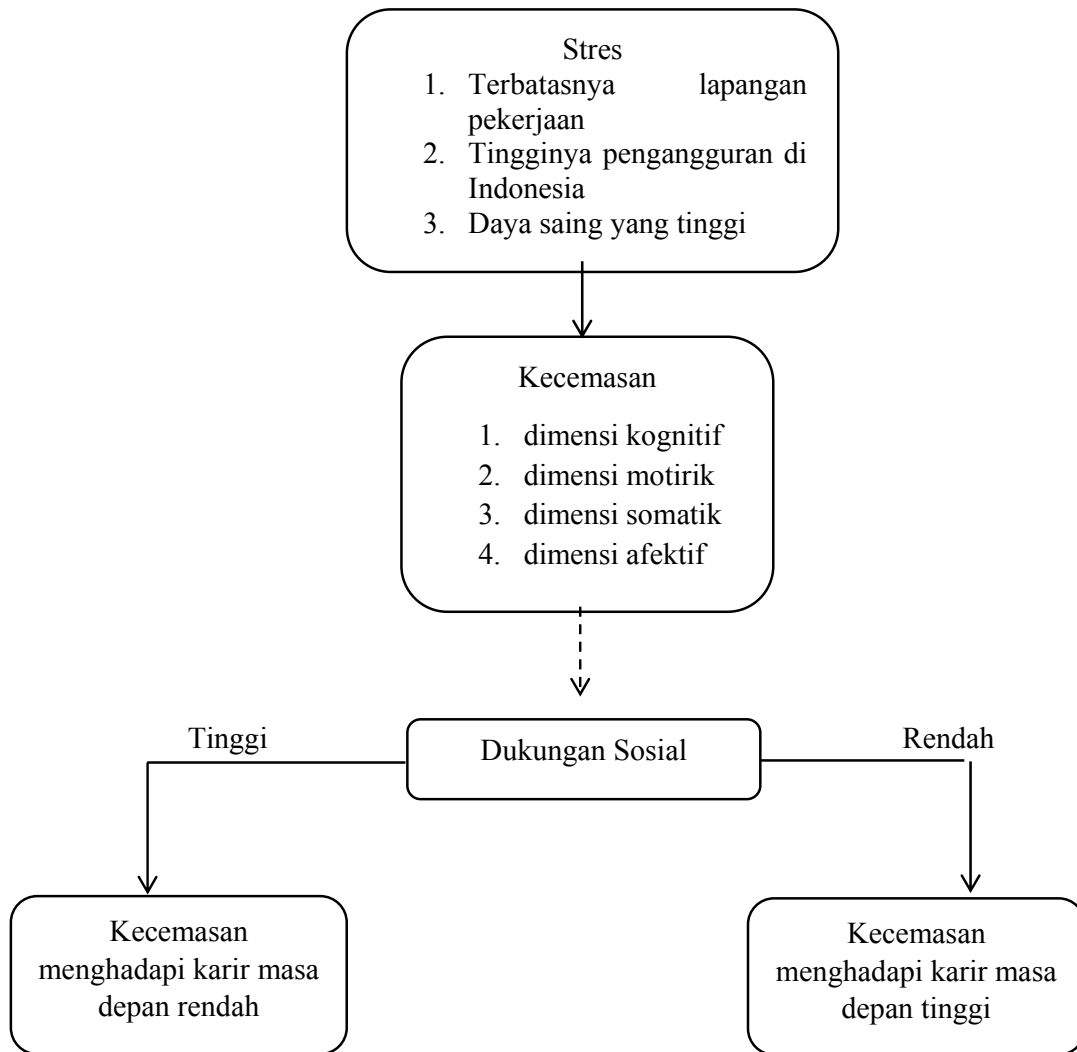 Stres
1. Terbatasnya lapangan
pekerjaan
2. Tingginya pengangguran di
Indonesia
3. Daya saing yang tinggi
Kecemasan
1. dimensi kognitif
2. dimensi motirik
3. dimensi somatik
4. dimensi afektif
Tinggi
Dukungan Sosial
Rendah
Kecemasan
menghadapi karir masa
depan rendah
Kecemasan
menghadapi karir masa
depan tinggi